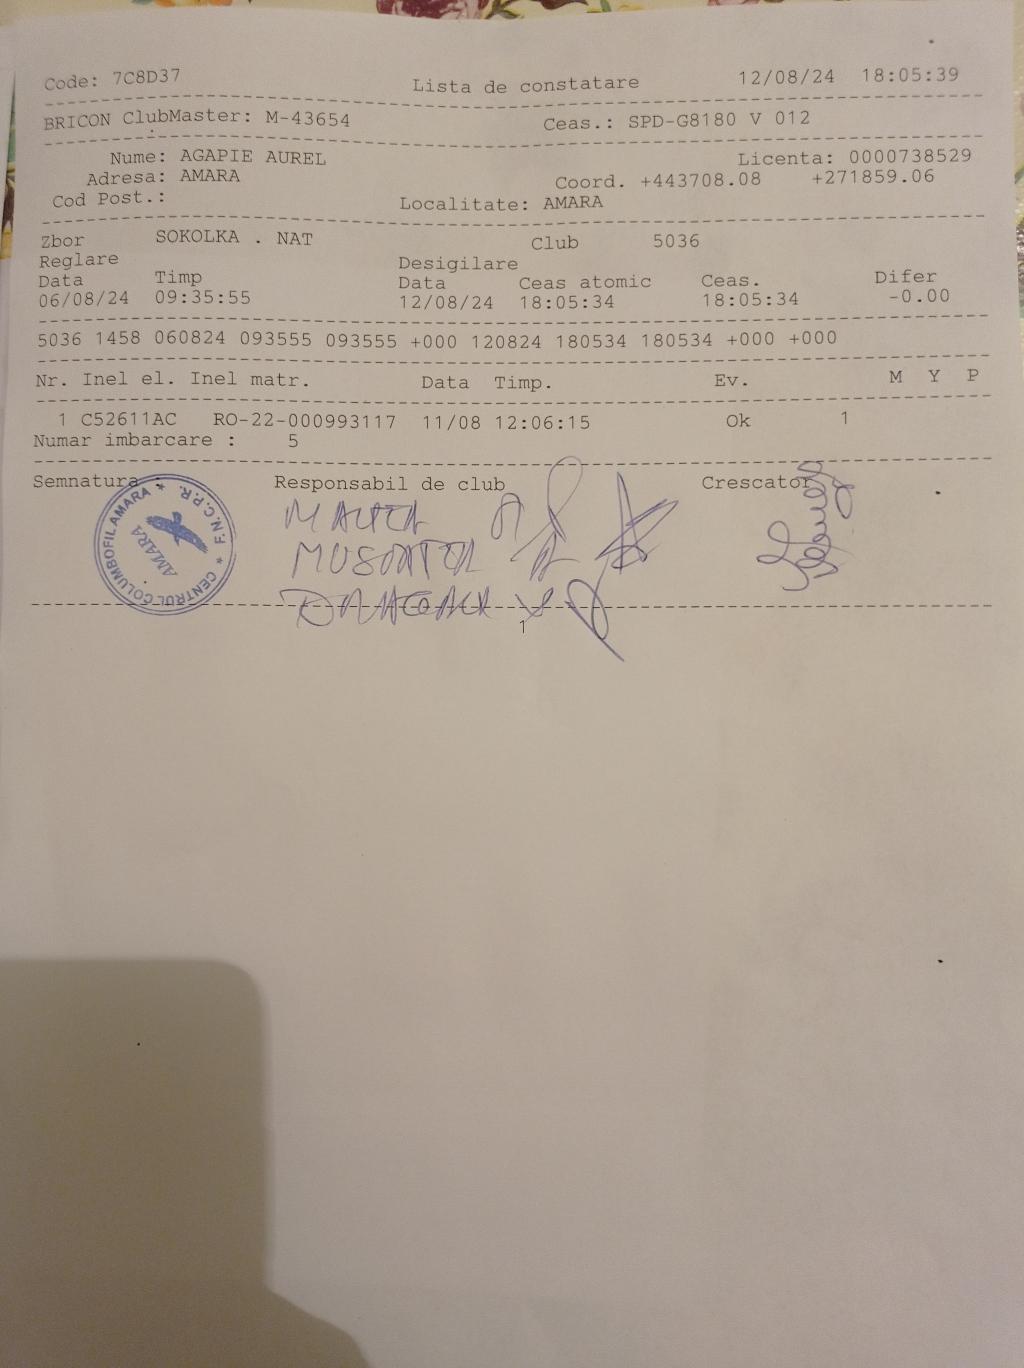 Code: 7C8D37 Lista de constatare 12/08/24 18:05:39
BRICON ClubMaster: M-43654 Ceas.: SPD-G8180 V 012
Nume: AGAPIE AUREL Licenta: 0000738529
Adresa: AMARA Coord. +443708.08 +271859.06
Cod Post.: Localitate: AMARA
Zbor SOKOLKA . NAT Club 5036
Reglare Desigilare
Data Timp Data Ceas atomic Ceas. Difer
06/08/24 09:35:55 12/08/24 18:05:34 18:05:34 -0.00
5036 1458 060824 093555 093555 +000 120824 180534 180534 +000 +000
Nr. Inel el. Inel matr. Data Timp. Ev. M Y P
1 C52611AC RO-22-000993117 11/08 12:06:15 Ok 1
Numar imbarcare : 5
Semnatura : Responsabil de club Crescator
CENTRUL COLUMBOFIL AMARA * F.N.C.P.R. *
AMARA
1